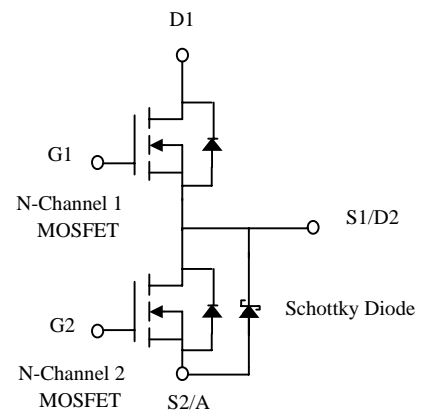 D1
G1
N-Channel 1
MOSFET
S1/D2
Schottky Diode
G2
N-Channel 2
MOSFET
S2/A